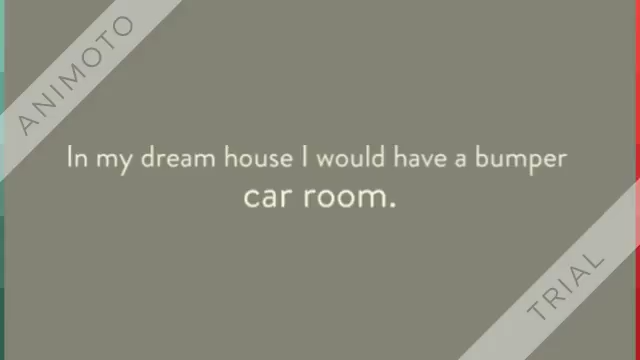 ANIMOTO
In my dream house I would have a bumper
car room.
TRIAL